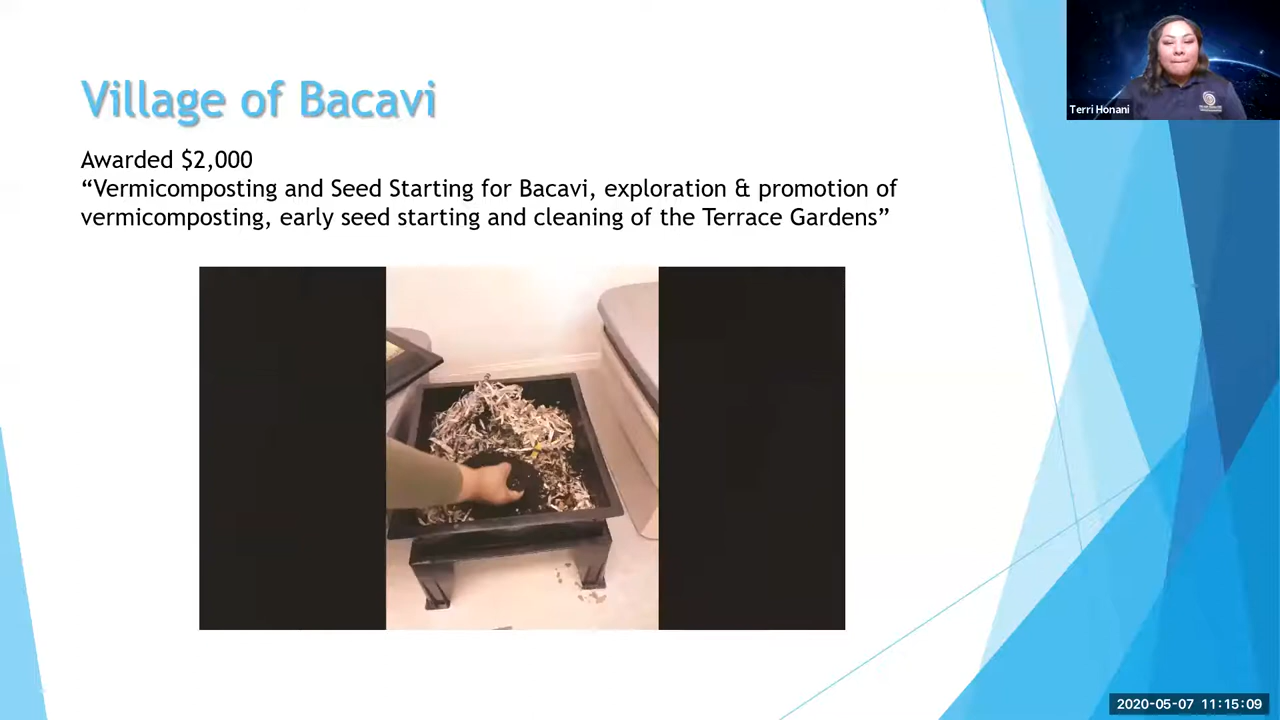 Village of Bacavi
Awarded $2,000
“Vermicomposting and Seed Starting for Bacavi, exploration & promotion of
vermicomposting, early seed starting and cleaning of the Terrace Gardens”
Terri Honani
2020-05-07 11:15:09